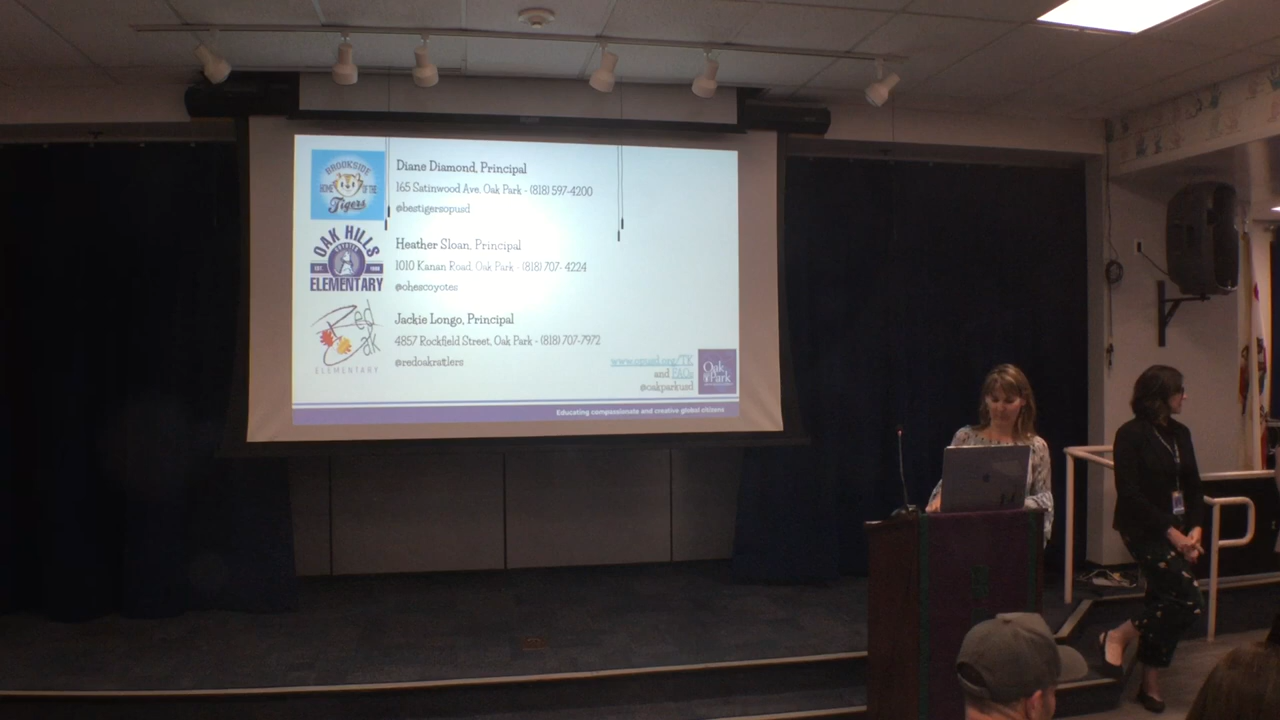 BROOKSIDE
HOME OF THE
Tigers
Diane Diamond, Principal
165 Satinwood Ave. Oak Park - (818) 597-4200
@bestigersopusd
OAK HILLS
COYOTES
EST.
ELEMENTARY
Heather Sloan, Principal
1010 Kanan Road, Oak Park - (818) 707- 4224
@ohescoyotes
Red Oak
ELEMENTARY
Jackie Longo, Principal
4857 Rockfield Street, Oak Park - (818) 707-7972
@redoakratlers
www.opusd.org/TK
and FAQs
@oakparkusd
Oak
Park
Educating compassionate and creative global citizens